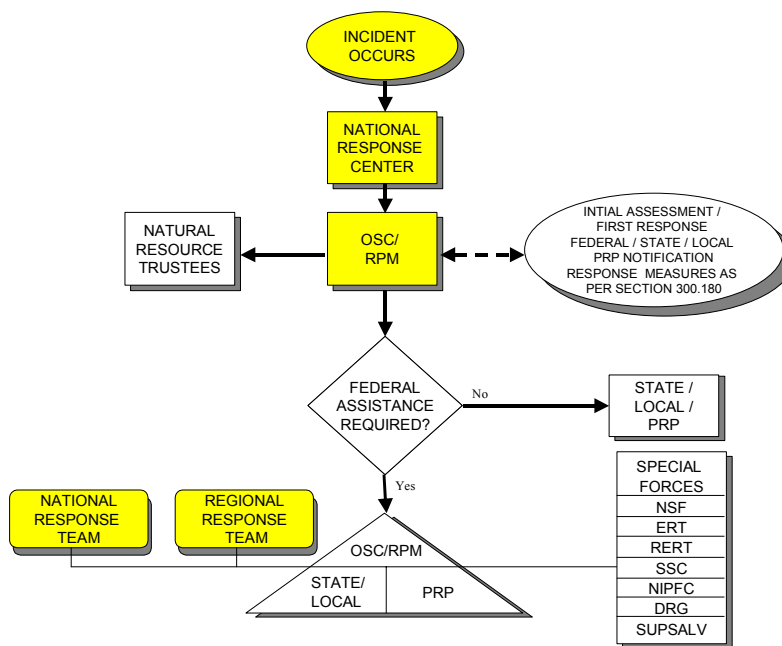 INCIDENT
OCCURS
NATIONAL
RESPONSE
CENTER
NATURAL
RESOURCE
TRUSTEES
OSC/
RPM
INTIAL ASSESSMENT /
FIRST RESPONSE
FEDERAL / STATE / LOCAL
PRP NOTIFICATION
RESPONSE MEASURES AS
PER SECTION 300.180
FEDERAL
ASSISTANCE
REQUIRED?
No
STATE /
LOCAL /
PRP
Yes
NATIONAL
RESPONSE
TEAM
REGIONAL
RESPONSE
TEAM
OSC/RPM
STATE/
LOCAL
PRP
SPECIAL
FORCES
NSF
ERT
RERT
SSC
NIPFC
DRG
SUPSALV